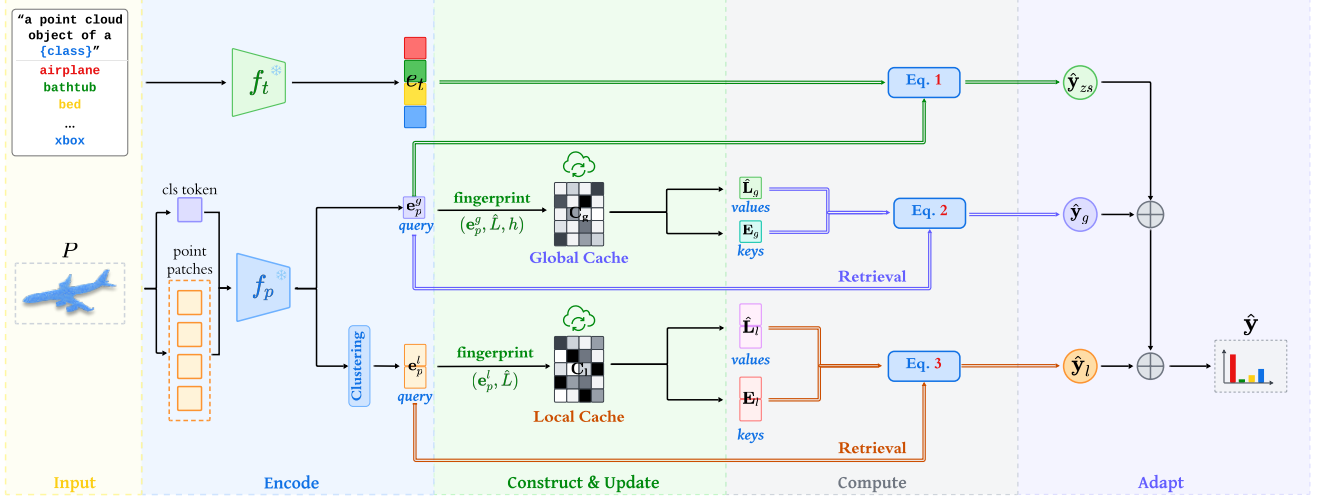 “a point cloud
object of a
{class}”
airplane
bathtub
bed
...
xbox
f_t
e_t
Eq. 1
ŷ_zs
cls token
point
patches
P
f_p
e_p^g
query
fingerprint
(e_p^g, L̂, h)
C_g
Global Cache
L̂_g
values
E_g
keys
Eq. 2
ŷ_g
Retrieval
Clustering
e_p^l
query
fingerprint
(e_p^l, L̂)
C_l
Local Cache
L̂_l
values
E_l
keys
Eq. 3
ŷ_l
Retrieval
ŷ
Input
Encode
Construct & Update
Compute
Adapt